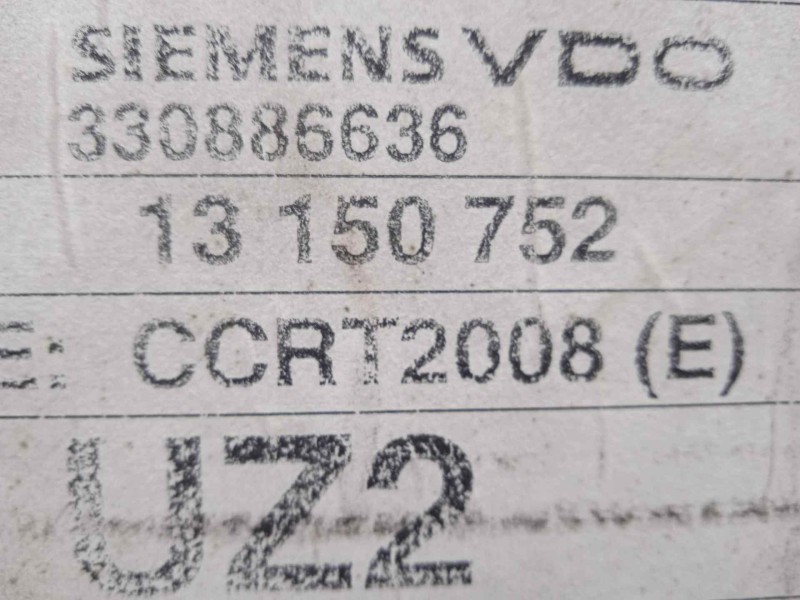 SIEMENS VDO
330886636
13 150 752
E: CCRT2008 (E)
UZ2